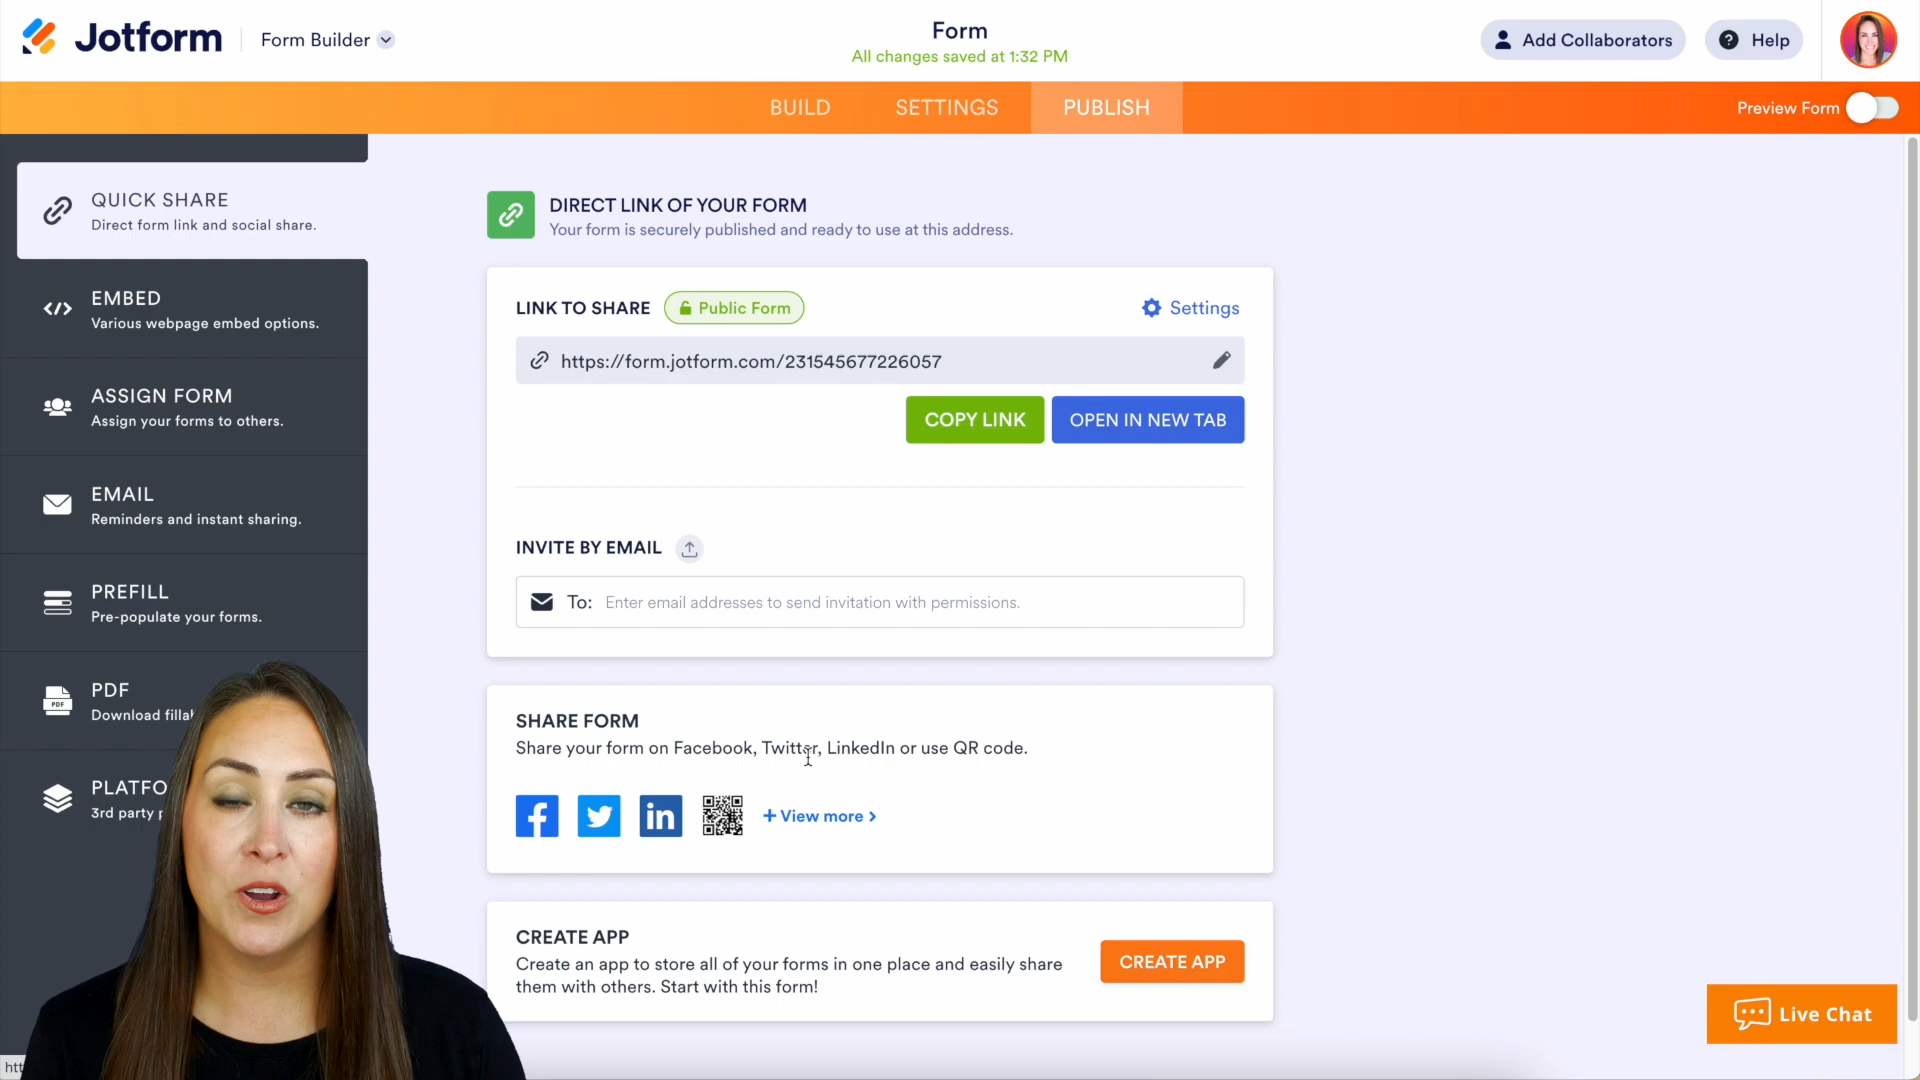 Jotform
Form Builder
Form
All changes saved at 1:32 PM
Add Collaborators
Help
BUILD
SETTINGS
PUBLISH
Preview Form
QUICK SHARE
Direct form link and social share.
EMBED
Various webpage embed options.
ASSIGN FORM
Assign your forms to others.
EMAIL
Reminders and instant sharing.
PREFILL
Pre-populate your forms.
PDF
PDF
Download
3rd party
DIRECT LINK OF YOUR FORM
Your form is securely published and ready to use at this address.
LINK TO SHARE
Public Form
Settings
https://form.jotform.com/231545677226057
COPY LINK
OPEN IN NEW TAB
INVITE BY EMAIL
To: Enter email addresses to send invitation with permissions.
SHARE FORM
Share your form on Facebook, Twitter, LinkedIn or use QR code.
+ View more >
CREATE APP
Create an app to store all of your forms in one place and easily share
them with others. Start with this form!
CREATE APP
Live Chat